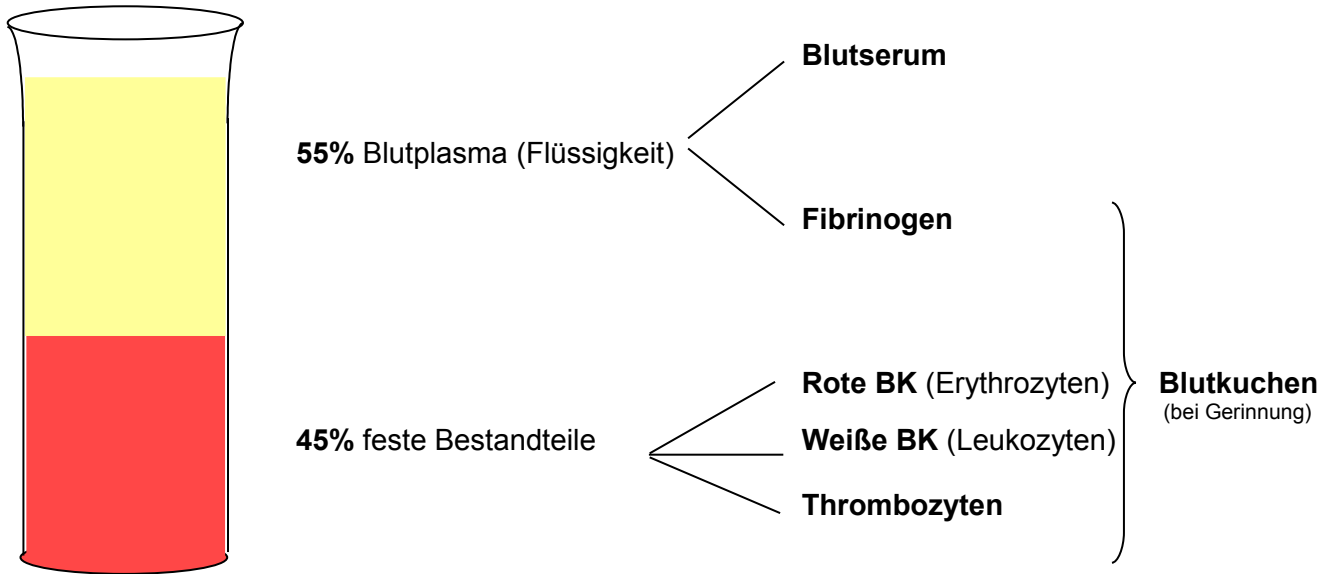 Blutserum
55% Blutplasma (Flüssigkeit)
Fibrinogen
Rote BK (Erythrozyten)
Blutkuchen
(bei Gerinnung)
45% feste Bestandteile
Weiße BK (Leukozyten)
Thrombozyten